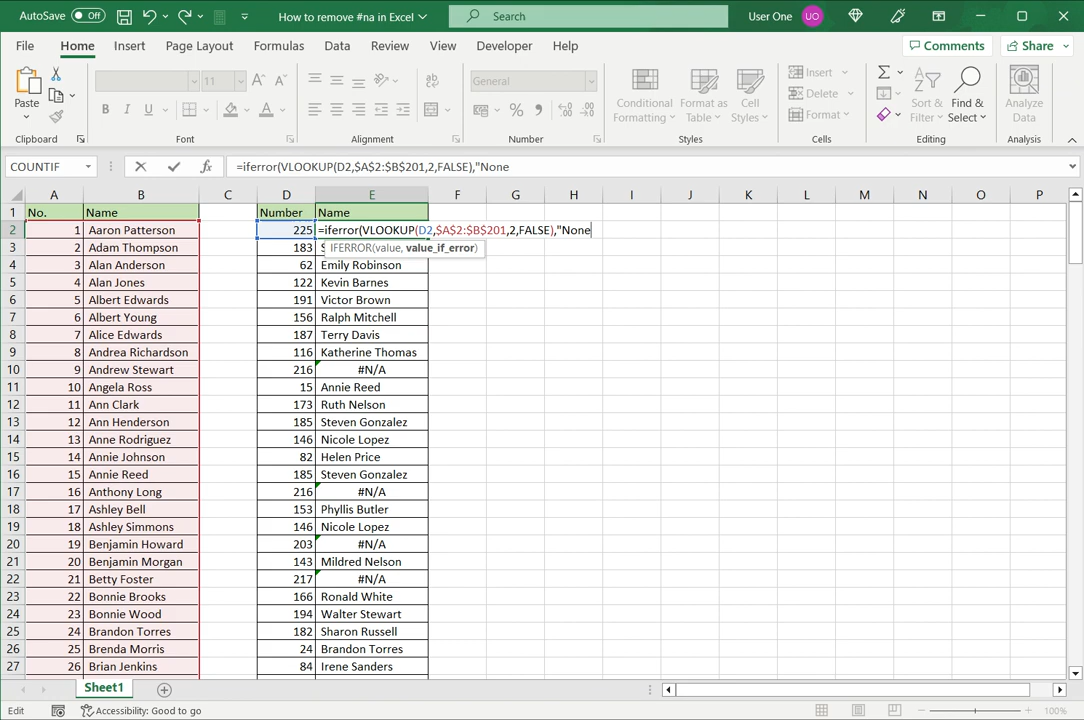 AutoSave Off How to remove #na in Excel Search User One UO
File Home Insert Page Layout Formulas Data Review View Developer Help Comments Share
Paste 11 General Conditional Formatting Format as Table Cell Styles Insert Delete Format Sort & Filter Find & Select Analyze Data
Clipboard Font Alignment Number Styles Cells Editing Analysis
COUNTIF fx =iferror(VLOOKUP(D2,$A$2:$B$201,2,FALSE),"None
A B C D E F G H I J K L M N O P
1 No. Name Number Name
2 1 Aaron Patterson 225 =iferror(VLOOKUP(D2,$A$2:$B$201,2,FALSE),"None
3 2 Adam Thompson 183 S IFERROR(value, value_if_error)
4 3 Alan Anderson 62 Emily Robinson
5 4 Alan Jones 122 Kevin Barnes
6 5 Albert Edwards 191 Victor Brown
7 6 Albert Young 156 Ralph Mitchell
8 7 Alice Edwards 187 Terry Davis
9 8 Andrea Richardson 116 Katherine Thomas
10 9 Andrew Stewart 216 #N/A
11 10 Angela Ross 15 Annie Reed
12 11 Ann Clark 173 Ruth Nelson
13 12 Ann Henderson 185 Steven Gonzalez
14 13 Anne Rodriguez 146 Nicole Lopez
15 14 Annie Johnson 82 Helen Price
16 15 Annie Reed 185 Steven Gonzalez
17 16 Anthony Long 216 #N/A
18 17 Ashley Bell 153 Phyllis Butler
19 18 Ashley Simmons 146 Nicole Lopez
20 19 Benjamin Howard 203 #N/A
21 20 Benjamin Morgan 143 Mildred Nelson
22 21 Betty Foster 217 #N/A
23 22 Bonnie Brooks 166 Ronald White
24 23 Bonnie Wood 194 Walter Stewart
25 24 Brandon Torres 182 Sharon Russell
26 25 Brenda Morris 24 Brandon Torres
27 26 Brian Jenkins 84 Irene Sanders
Sheet1
Edit Accessibility: Good to go 100%